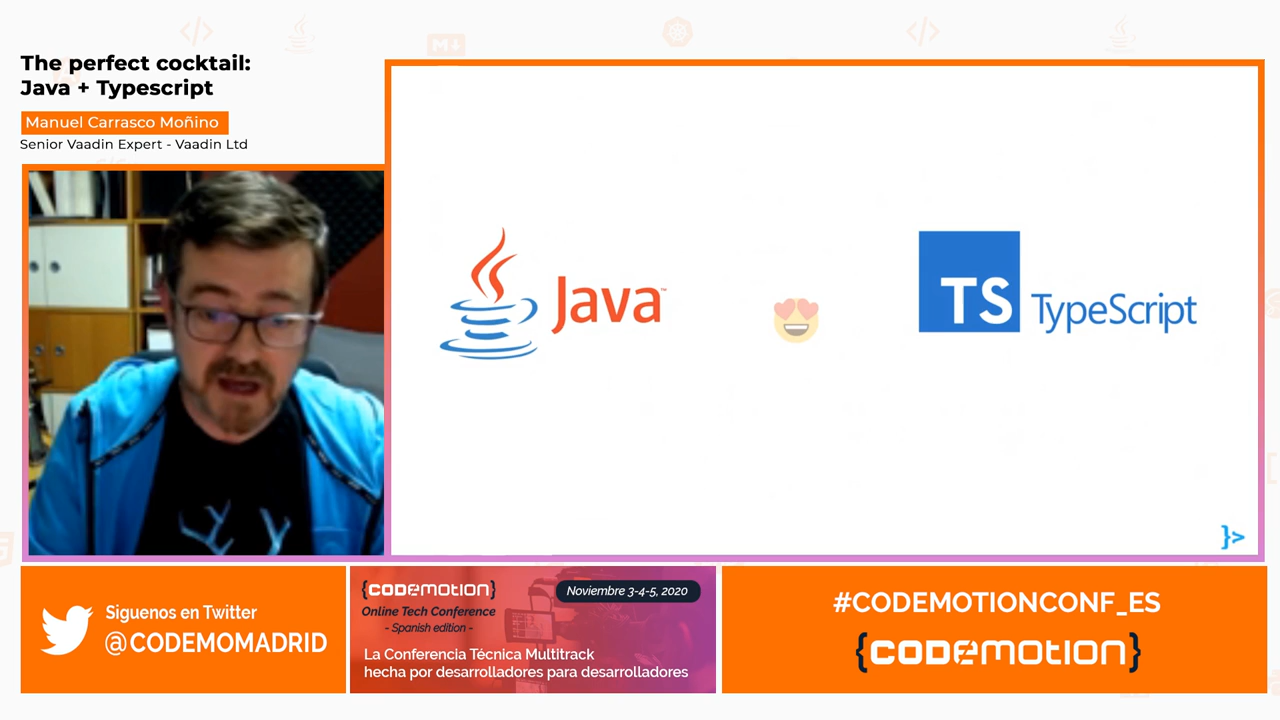 The perfect cocktail:
Java + Typescript
Manuel Carrasco Moñino
Senior Vaadin Expert - Vaadin Ltd
Java™
TS TypeScript
}>
Siguenos en Twitter
@CODEMOMADRID
{CODEMOTION}
Noviembre 3-4-5, 2020
Online Tech Conference
- Spanish edition -
La Conferencia Técnica Multitrack
hecha por desarrolladores para desarrolladores
#CODEMOTIONCONF_ES
{CODEMOTION}